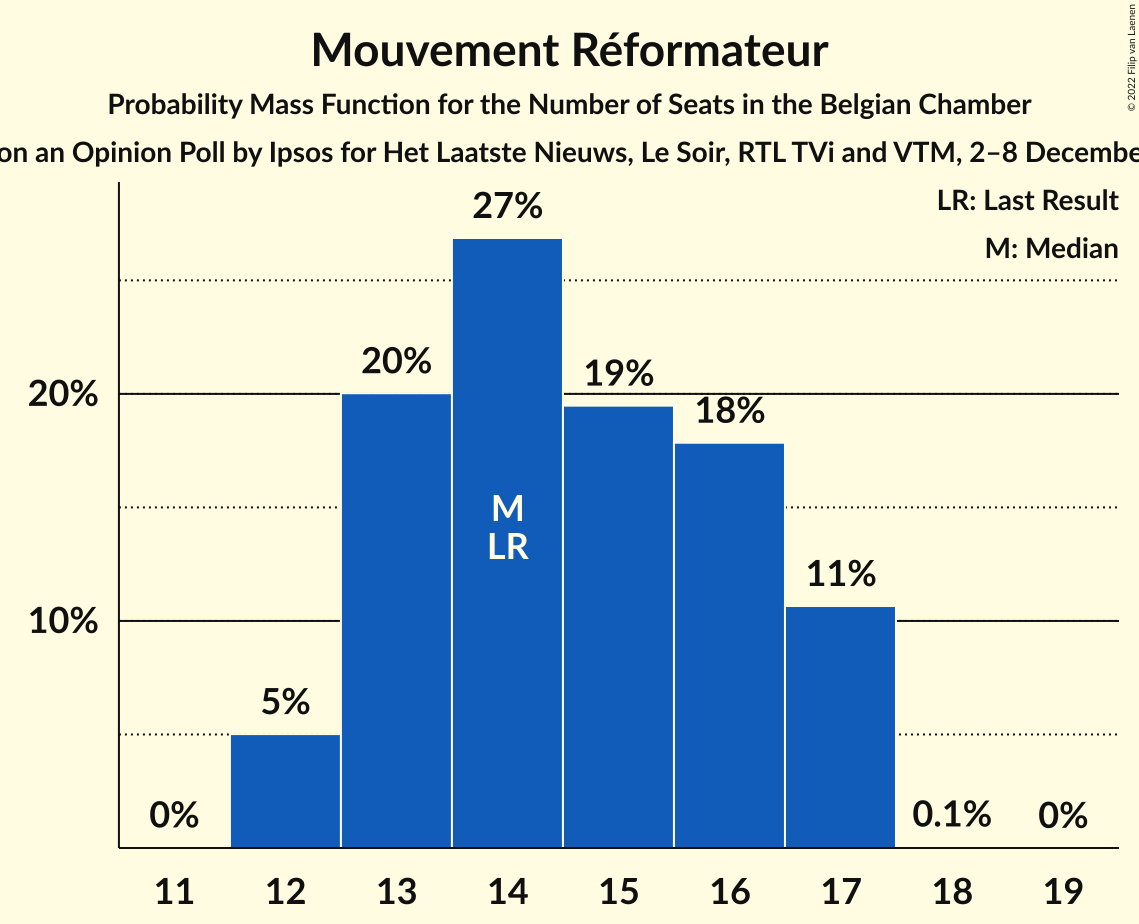 Mouvement Réformateur
Probability Mass Function for the Number of Seats in the Belgian Chamber
on an Opinion Poll by Ipsos for Het Laatste Nieuws, Le Soir, RTL TVi and VTM, 2–8 Decembe
© 2022 Filip van Laenen
LR: Last Result
M: Median
27%
20%
19%
18%
20%
M
LR
11%
10%
5%
0%
0.1%
0%
11 12 13 14 15 16 17 18 19